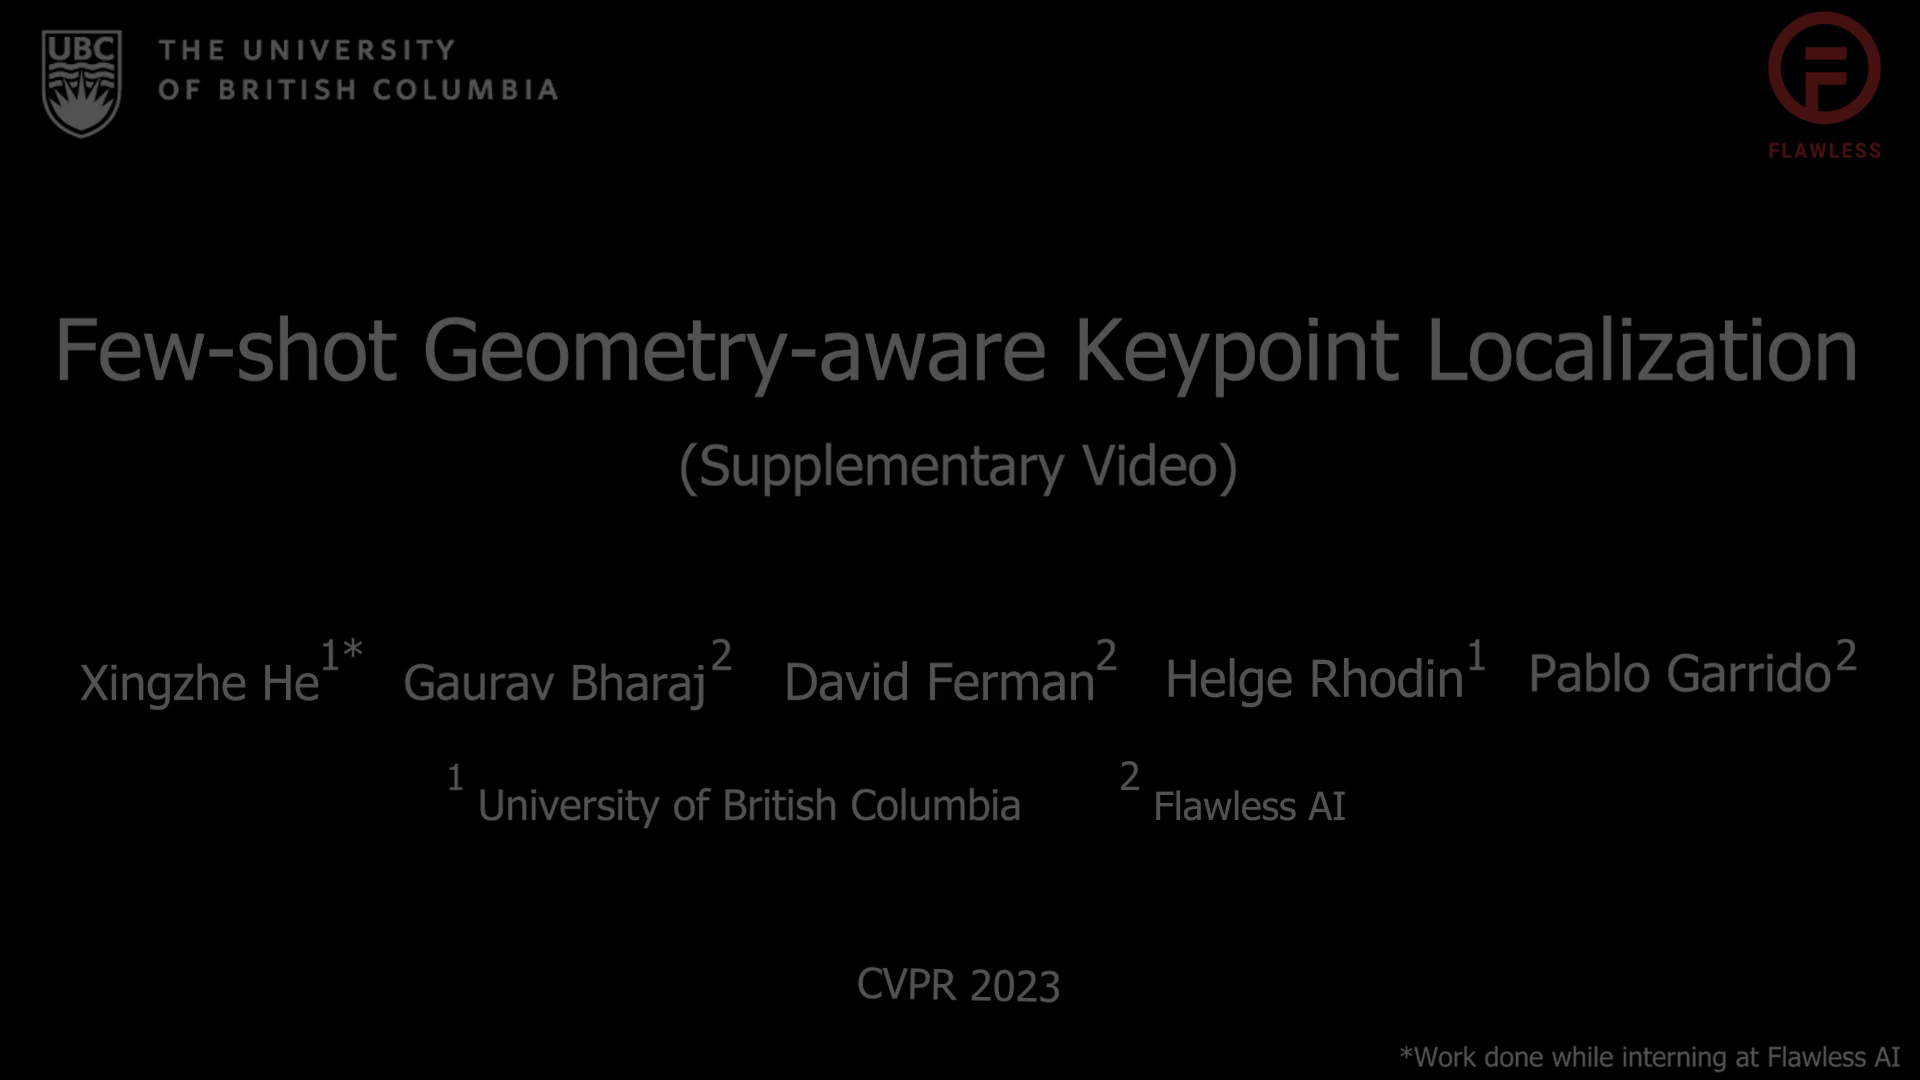 UBC
THE UNIVERSITY
OF BRITISH COLUMBIA
FLAWLESS
Few-shot Geometry-aware Keypoint Localization
(Supplementary Video)
Xingzhe He1* Gaurav Bharaj2 David Ferman2 Helge Rhodin1 Pablo Garrido2
1 University of British Columbia 2 Flawless AI
CVPR 2023
*Work done while interning at Flawless AI